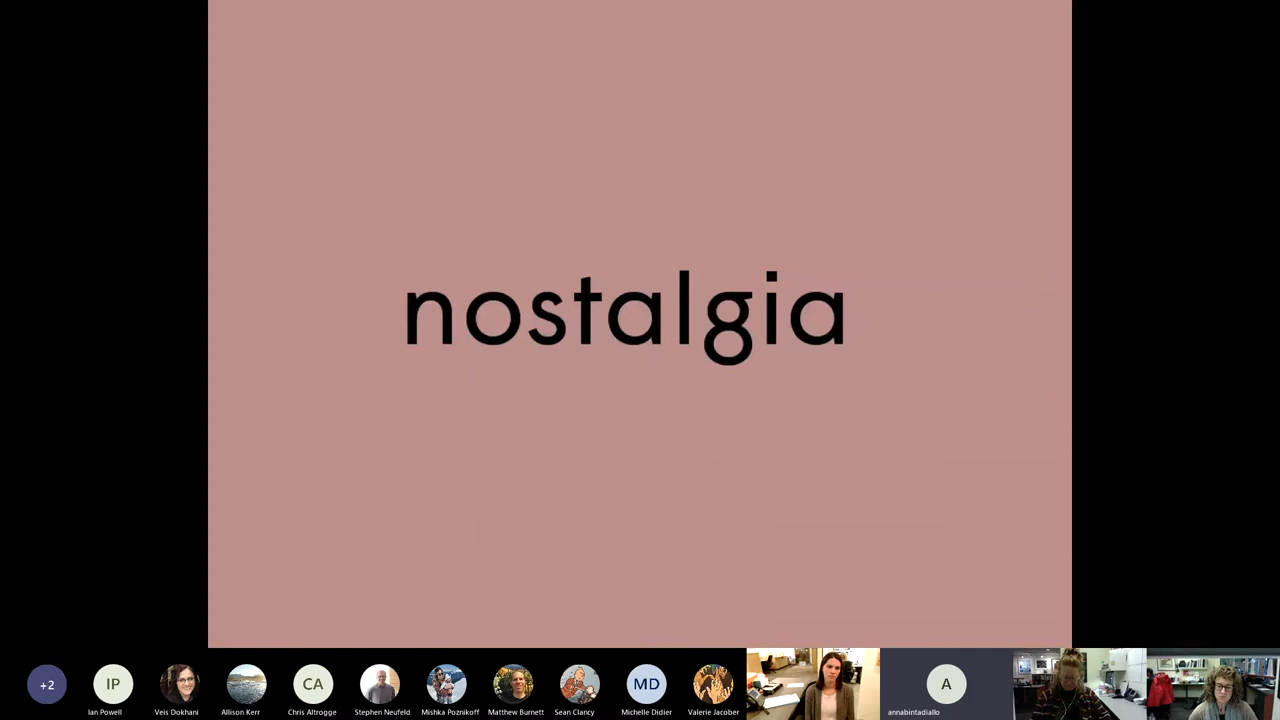 nostalgia
+2
IP
CA
MD
A
Ian Powell
Veis Dokhani
Allison Kerr
Chris Altrogge
Stephen Neufeld
Mishka Poznikoff
Matthew Burnett
Sean Clancy
Michelle Didier
Valerie Jacober
annabintadiallo